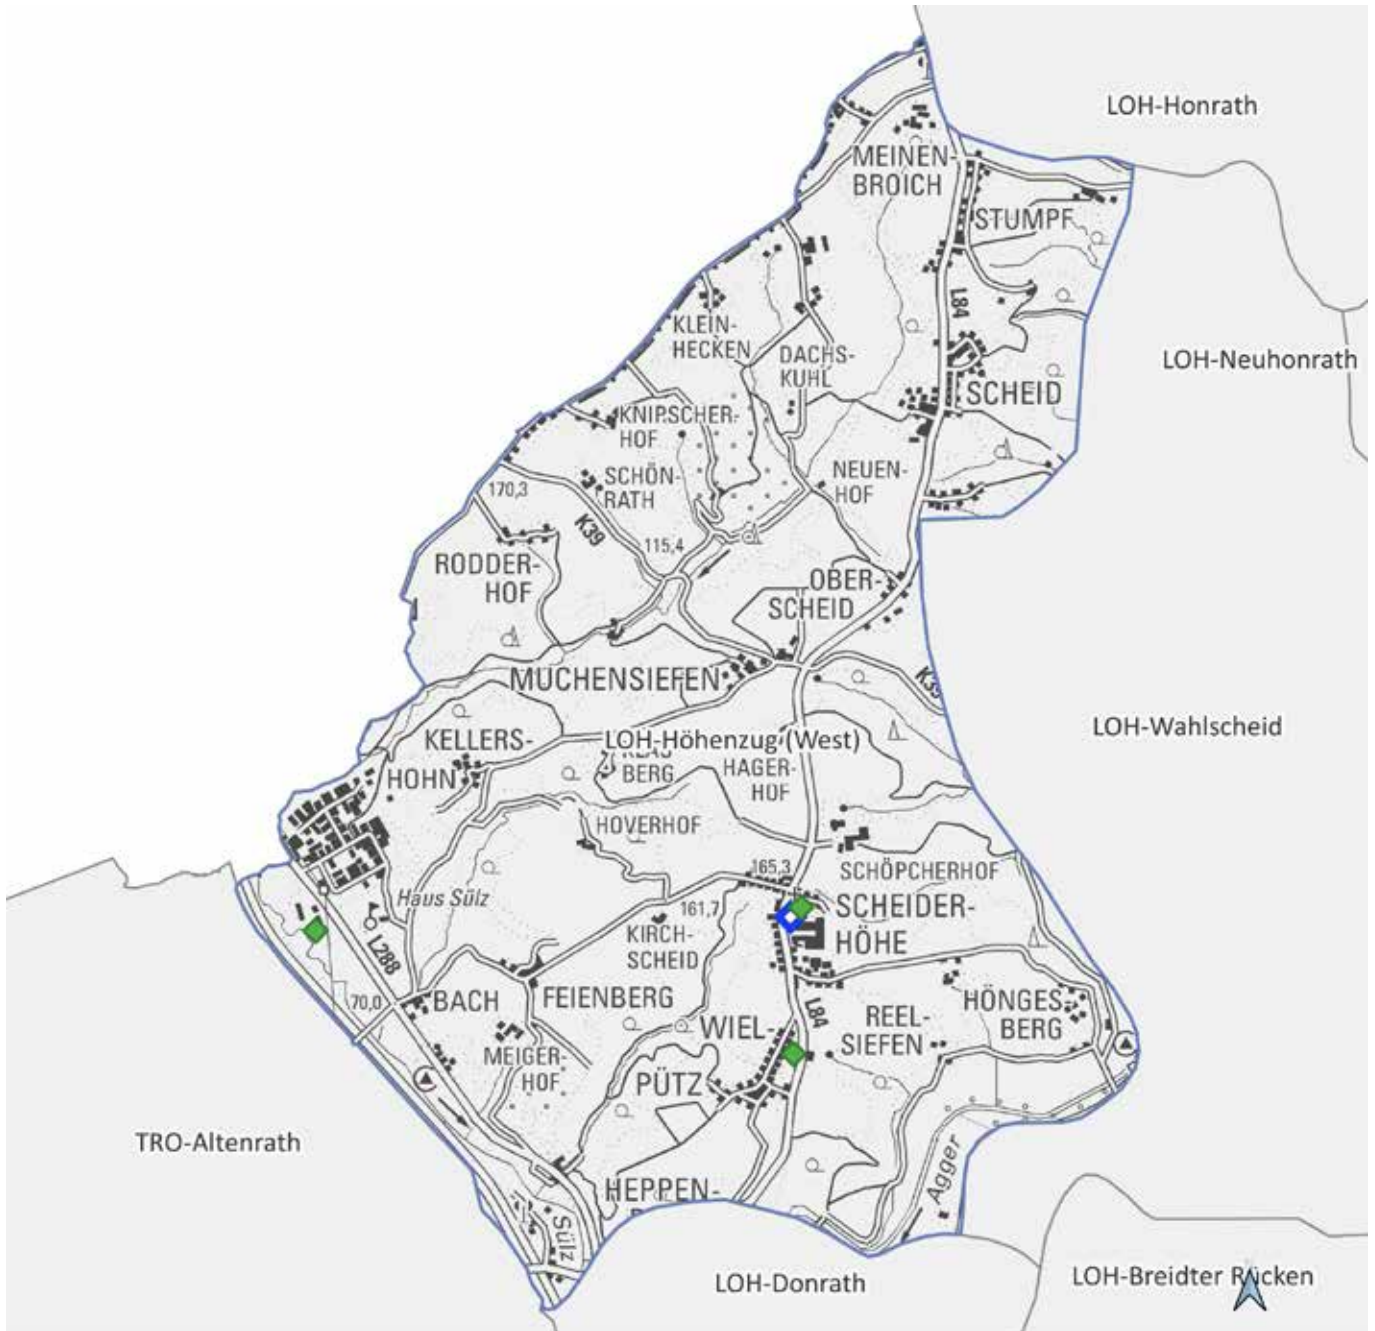 LOH-Honrath
MEINEN-
BROICH
STUMPF
L84
KLEIN-
HECKEN
DACHS-
KUHL
LOH-Neuhonrath
SCHEID
KNIPSCHER-
HOF
SCHÖN-
RATH
NEUEN-
HOF
170,3
K39
115,4
RODDER-
HOF
OBER-
SCHEID
MUCHENSIEFEN
KELLERS-
HOHN
LOH-Höhenzug (West)
BERG
HAGER-
HOF
LOH-Wahlscheid
HOVERHOF
165,3
SCHÖPCHERHOF
Haus Sülz
161,7
SCHEIDER-
HÖHE
KIRCH-
SCHEID
L288
70,0
BACH
FEIENBERG
L84
HÖNGES-
BERG
WIEL-
PÜTZ
REEL-
SIEFEN
MEIGER-
HOF
TRO-Altenrath
Agger
HEPPEN-
Sülz
LOH-Donrath
LOH-Breidter Rücken